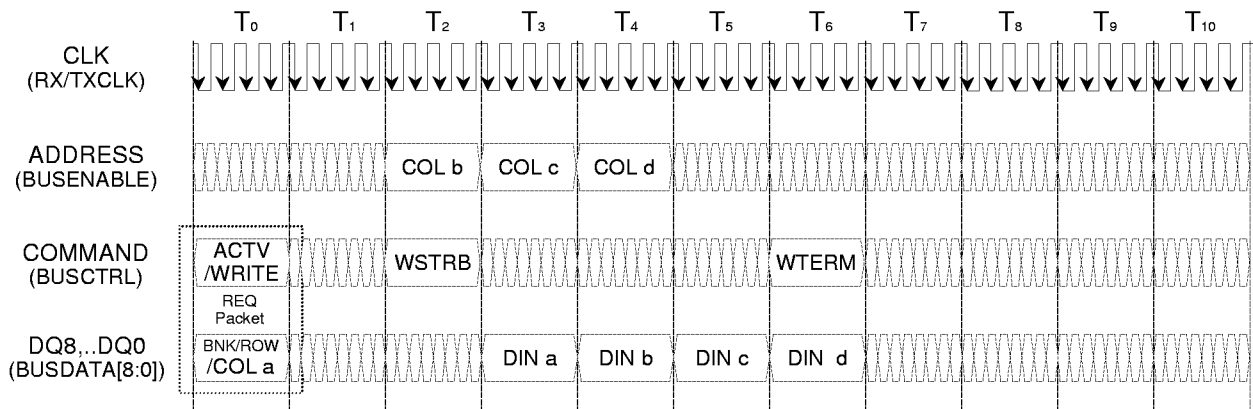 T0 T1 T2 T3 T4 T5 T6 T7 T8 T9 T10
CLK
(RX/TXCLK)
ADDRESS
(BUSENABLE)
COL b COL c COL d
COMMAND
(BUSCTRL)
ACTV
/WRITE
WSTRB WTERM
REQ
Packet
DQ8,..DQ0
(BUSDATA[8:0])
BNK/ROW
/COL a
DIN a DIN b DIN c DIN d